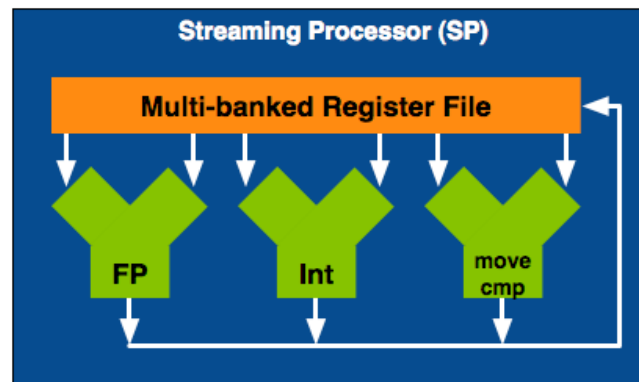 Streaming Processor (SP)
Multi-banked Register File
FP
Int
move
cmp